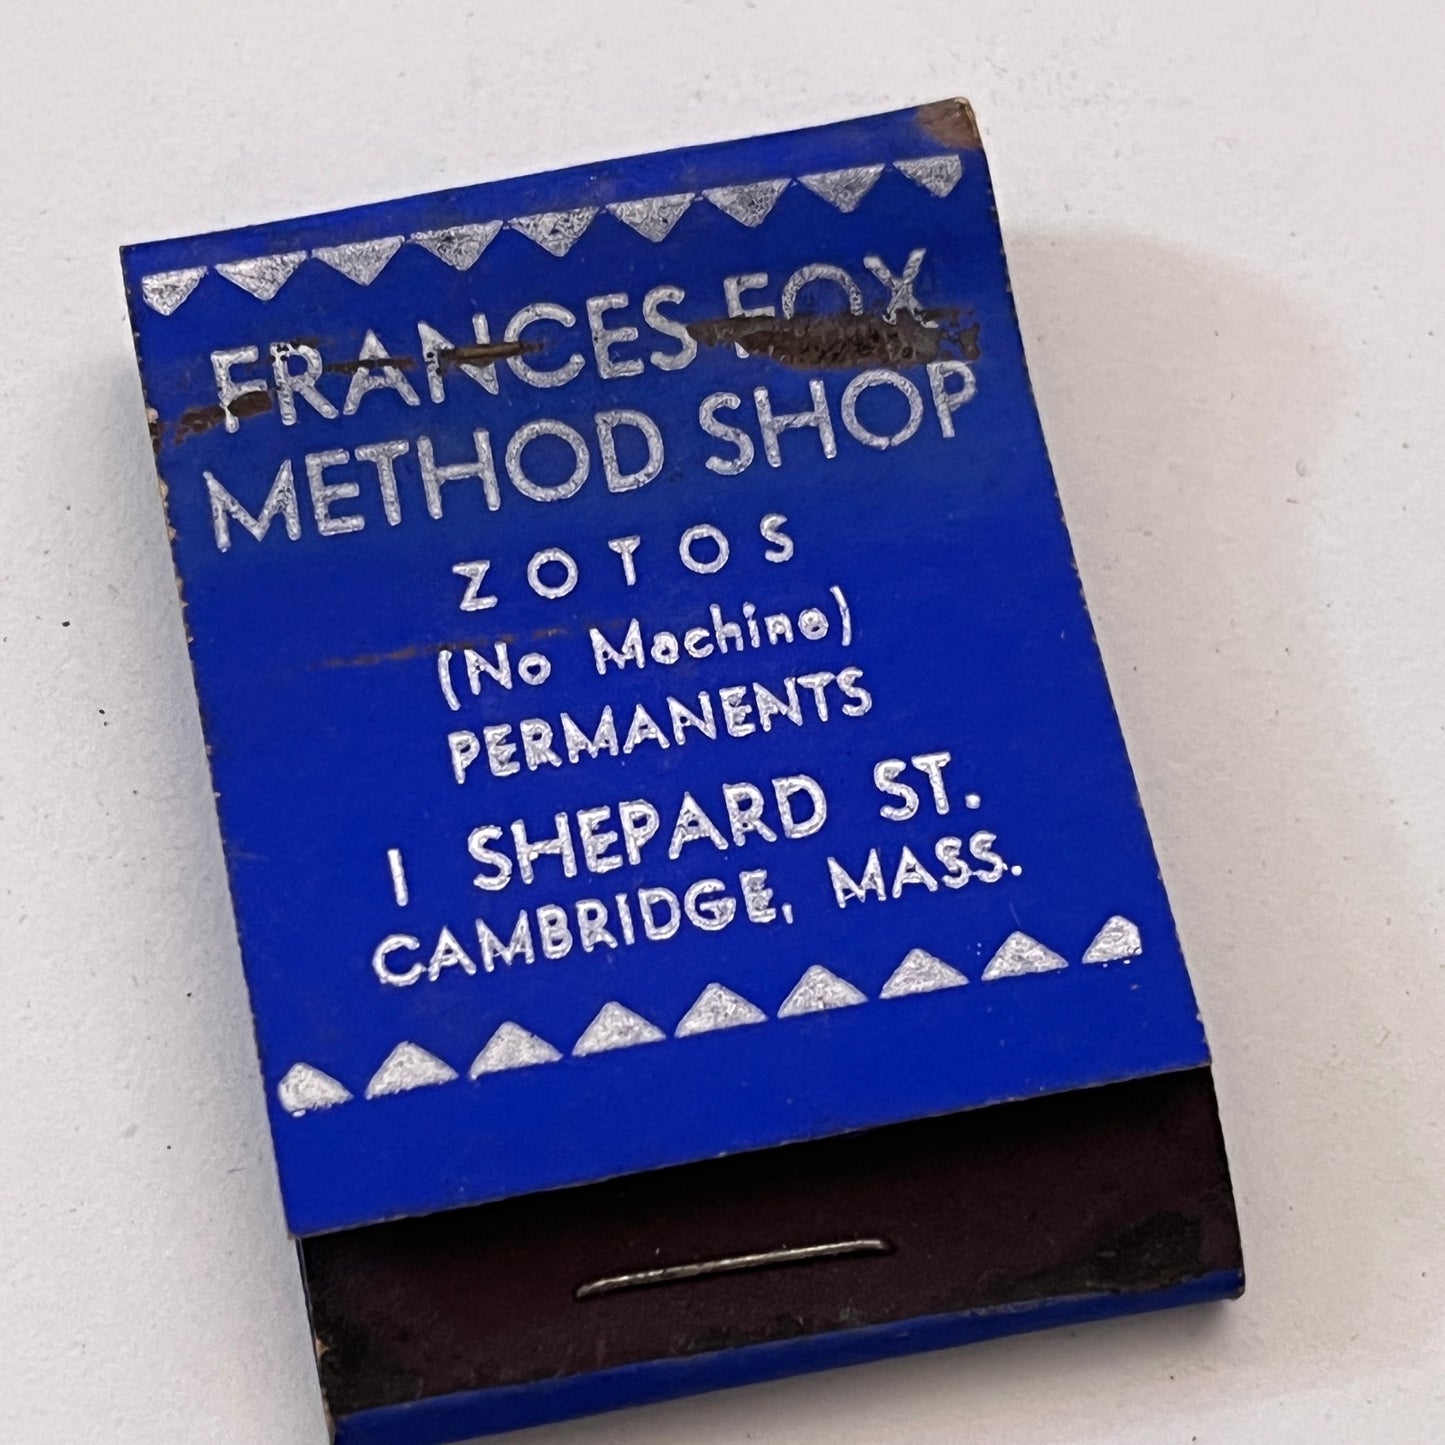 FRANCES FOX
METHOD SHOP
ZOTOS
(No Machine)
PERMANENTS
1 SHEPARD ST.
CAMBRIDGE, MASS.